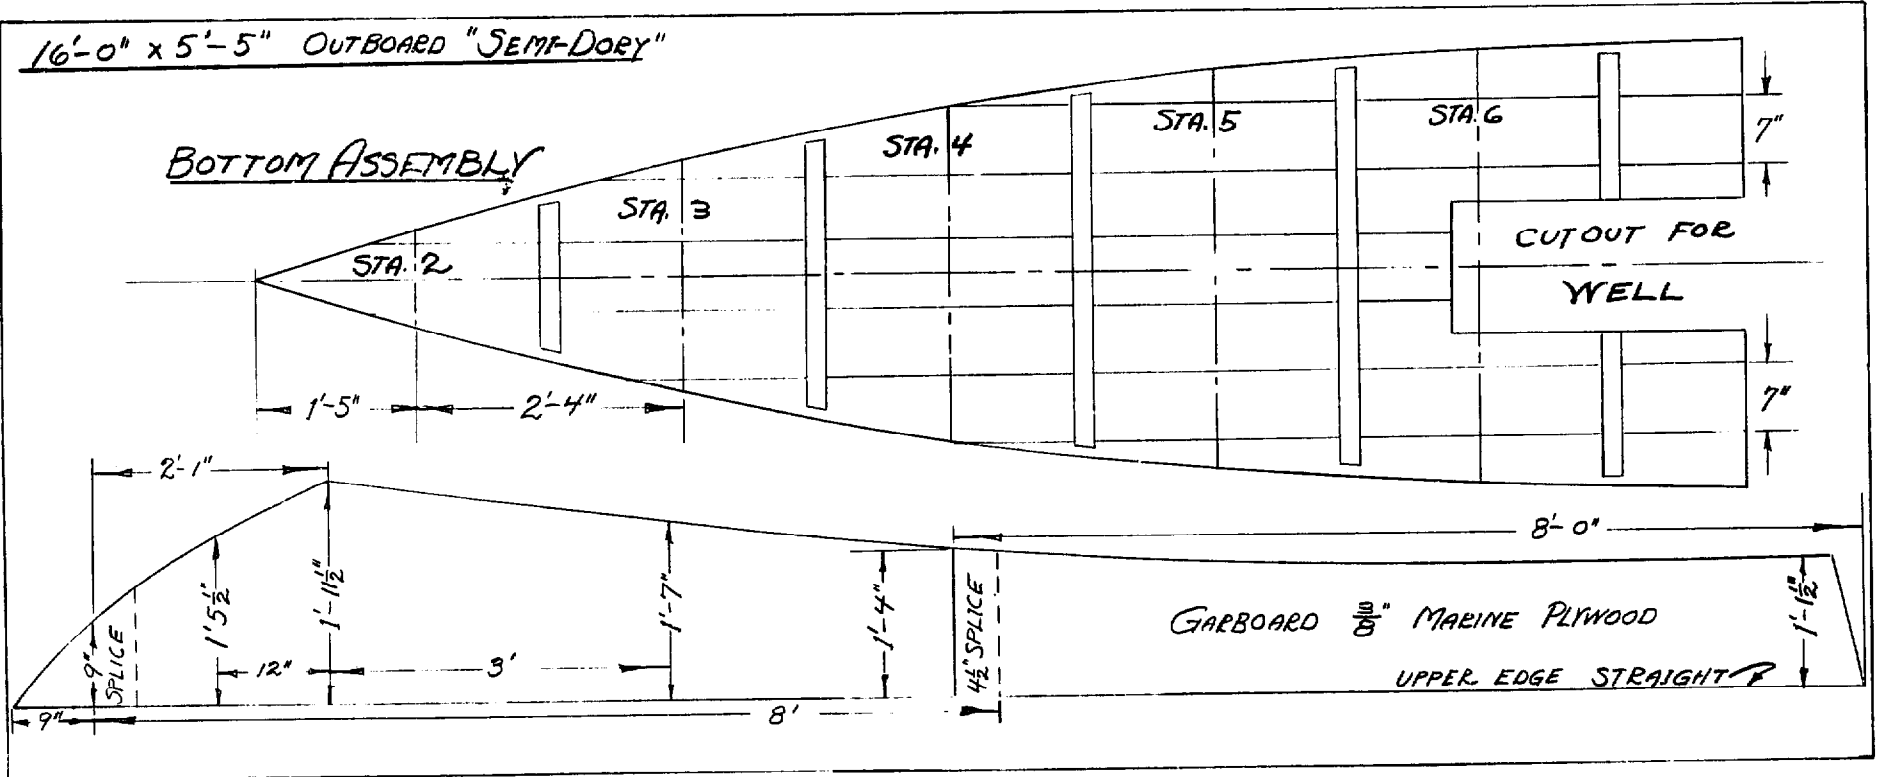 16'-0" x 5'-5" OUTBOARD "SEMI-DORY"
BOTTOM ASSEMBLY
STA. 2
STA. 3
STA. 4
STA. 5
STA. 6
7"
CUTOUT FOR
WELL
7"
1'-5"
2'-4"
2'-1"
8'-0"
9"
SPLICE
1'5½"
12"
1'-11½"
3'
1'-7"
1'-4"
4½" SPLICE
GARBOARD ⅜" MARINE PLYWOOD
UPPER EDGE STRAIGHT
1'-1½"
9"
8'